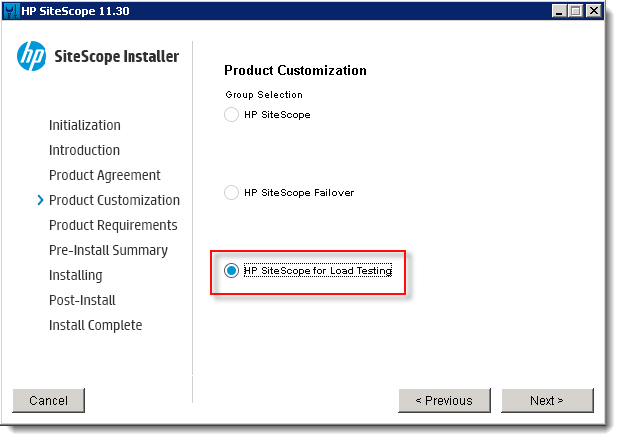 HP SiteScope 11.30
hp
SiteScope Installer
Initialization
Introduction
Product Agreement
Product Customization
Product Requirements
Pre-Install Summary
Installing
Post-Install
Install Complete
Product Customization
Group Selection
HP SiteScope
HP SiteScope Failover
HP SiteScope for Load Testing
Cancel
< Previous
Next >